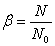 β = N / N₀